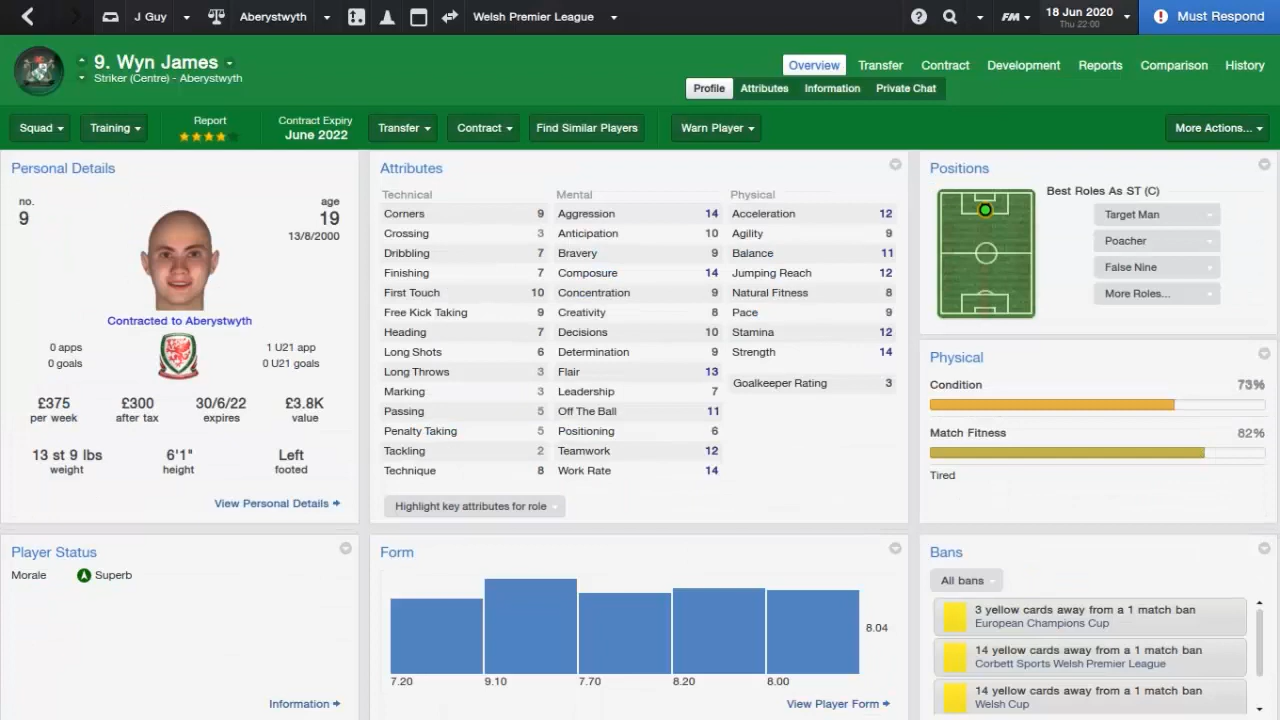 J Guy
Aberystwyth
Welsh Premier League
FM
18 Jun 2020
Thu 22:00
Must Respond
9. Wyn James
Striker (Centre) - Aberystwyth
Overview
Transfer
Contract
Development
Reports
Comparison
History
Profile
Attributes
Information
Private Chat
Squad
Training
Report
Contract Expiry
June 2022
Transfer
Contract
Find Similar Players
Warn Player
More Actions...
Personal Details
no.
9
age
19
13/8/2000
Contracted to Aberystwyth
0 apps
0 goals
1 U21 app
0 U21 goals
£375
per week
£300
after tax
30/6/22
expires
£3.8K
value
13 st 9 lbs
weight
6'1"
height
Left
footed
View Personal Details
Attributes
Technical
Corners 9
Crossing 3
Dribbling 7
Finishing 7
First Touch 10
Free Kick Taking 9
Heading 7
Long Shots 6
Long Throws 3
Marking 3
Passing 5
Penalty Taking 5
Tackling 2
Technique 8
Mental
Aggression 14
Anticipation 10
Bravery 9
Composure 14
Concentration 9
Creativity 8
Decisions 10
Determination 9
Flair 13
Leadership 7
Off The Ball 11
Positioning 6
Teamwork 12
Work Rate 14
Physical
Acceleration 12
Agility 9
Balance 11
Jumping Reach 12
Natural Fitness 8
Pace 9
Stamina 12
Strength 14
Goalkeeper Rating 3
Highlight key attributes for role
Positions
Best Roles As ST (C)
Target Man
Poacher
False Nine
More Roles...
Physical
Condition 73%
Match Fitness 82%
Tired
Player Status
Morale Superb
Information
Form
8.04
7.20 9.10 7.70 8.20 8.00
View Player Form
Bans
All bans
3 yellow cards away from a 1 match ban
European Champions Cup
14 yellow cards away from a 1 match ban
Corbett Sports Welsh Premier League
14 yellow cards away from a 1 match ban
Welsh Cup